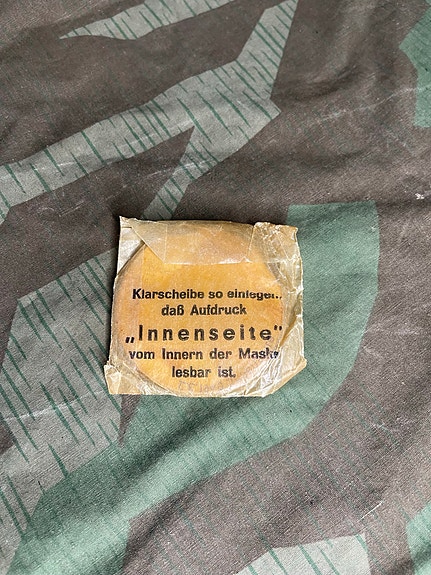 Klarscheibe so einlegen,
daß Aufdruck
„Innenseite"
vom Innern der Maske
lesbar ist.